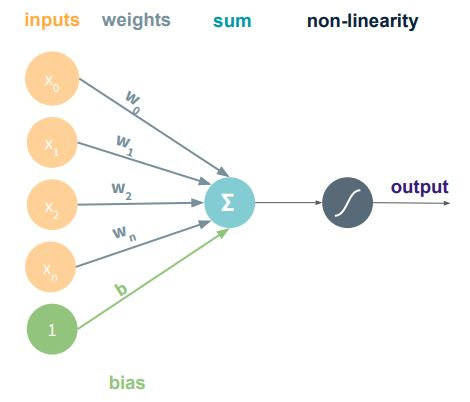 inputs weights sum non-linearity
x0
w0
x1
w1
x2
w2
Σ
output
xn
wn
1
b
bias